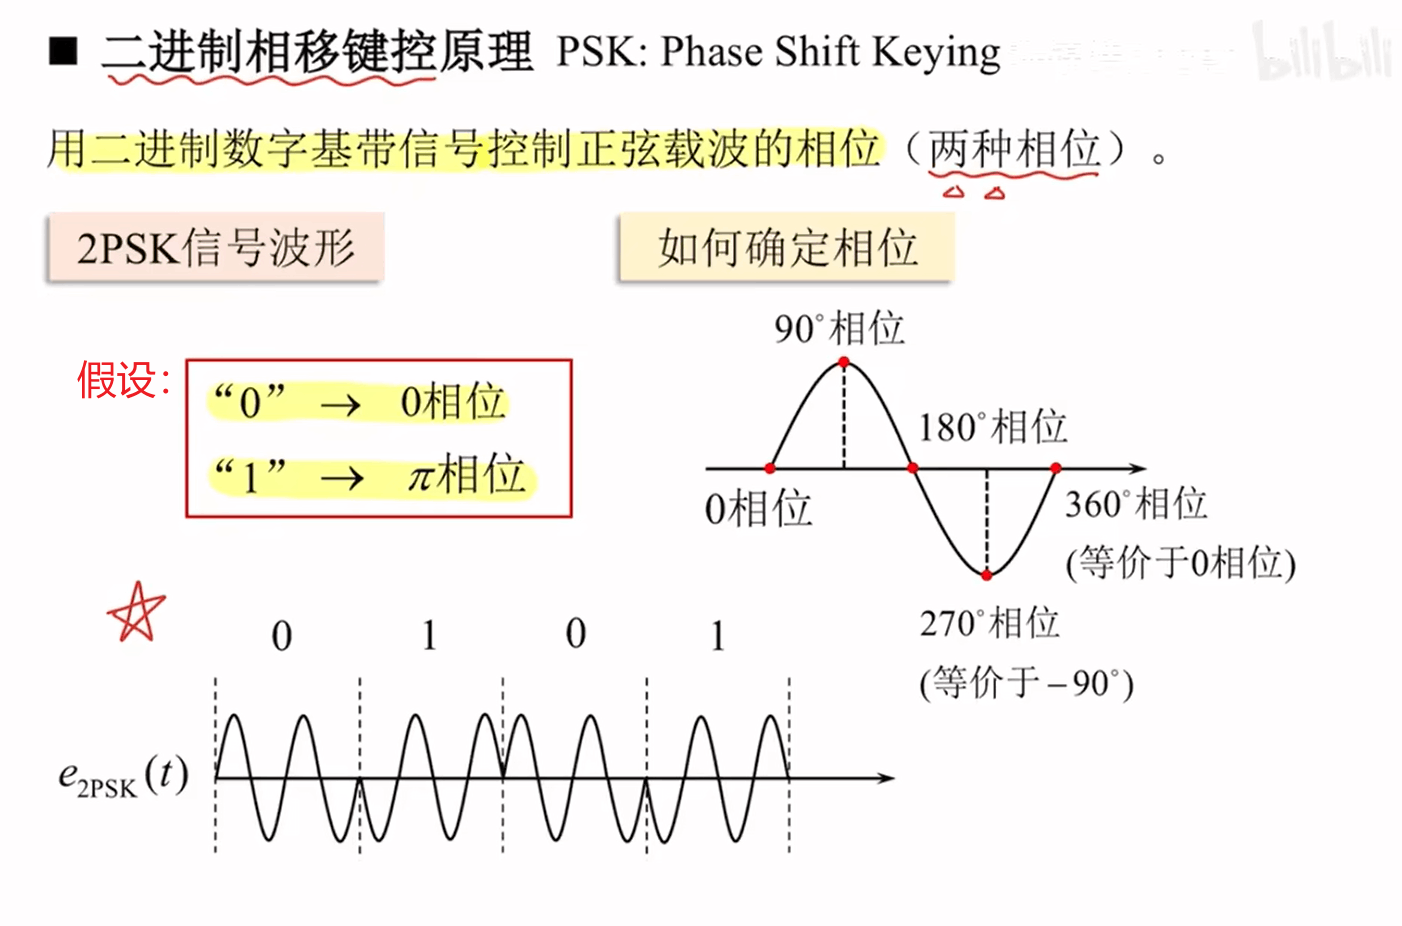 ■ 二进制相移键控原理 PSK: Phase Shift Keying
bilibili
用二进制数字基带信号控制正弦载波的相位（两种相位）。
2PSK信号波形
如何确定相位
假设：
“0” → 0相位
“1” → π相位
90°相位
180°相位
0相位
360°相位
(等价于0相位)
270°相位
(等价于－90°)
0 1 0 1
e2PSK(t)